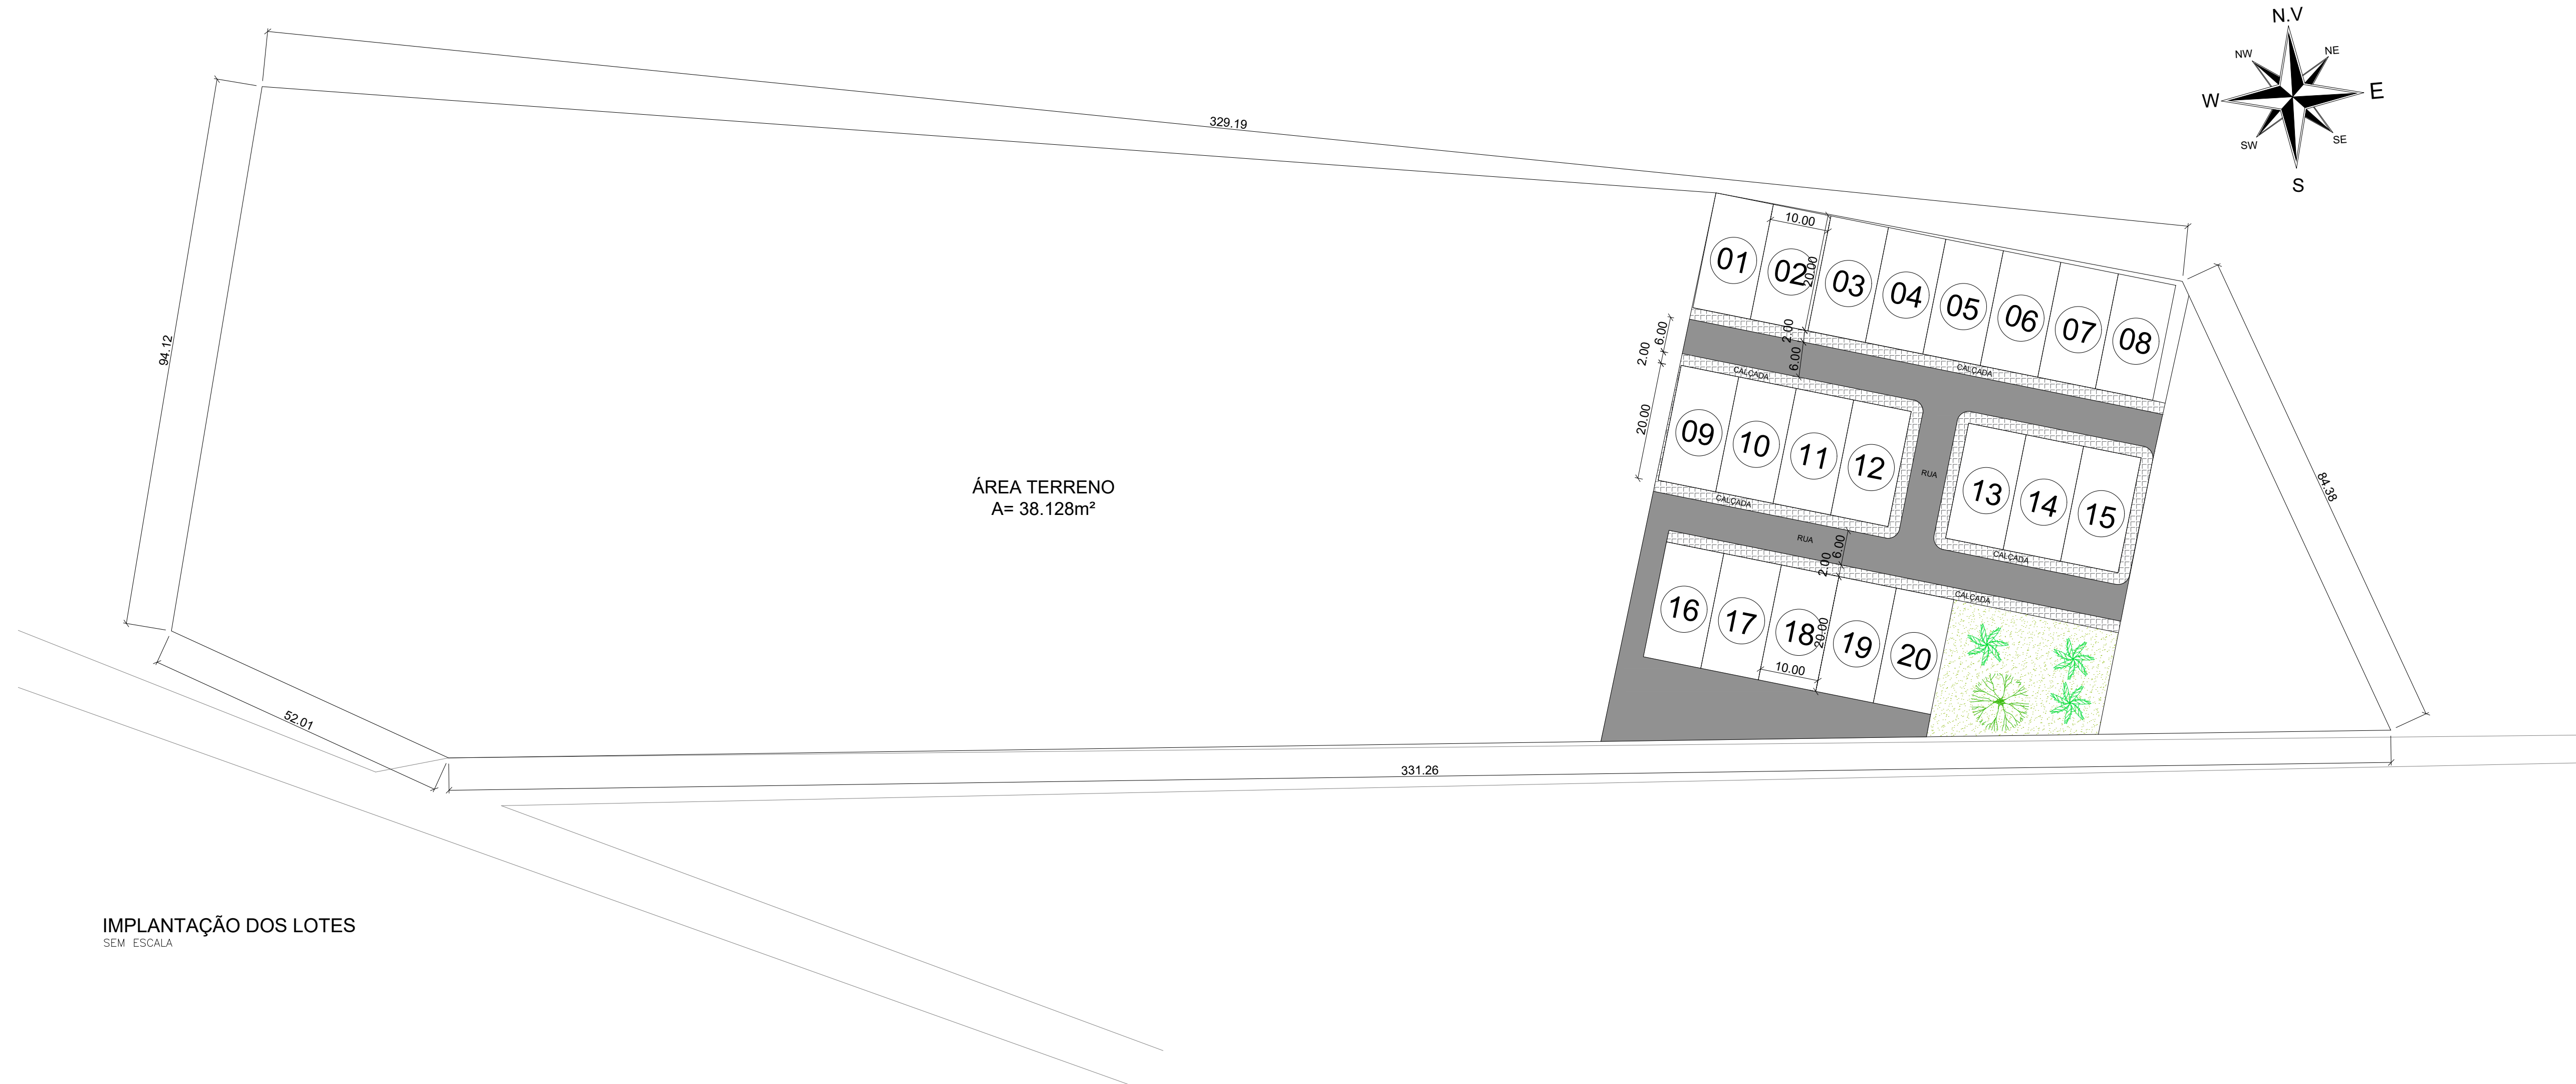 N.V
NW
NE
W
E
SW
SE
S
329.19
94.12
10.00
01
02
20.00
03
04
05
06
07
08
6.00
2.00
2.00
6.00
CALÇADA
CALÇADA
20.00
09
10
11
12
RUA
13
14
15
84.38
ÁREA TERRENO
A= 38.128m²
CALÇADA
RUA
6.00
2.00
CALÇADA
CALÇADA
16
17
18
20.00
19
20
10.00
52.01
331.26
IMPLANTAÇÃO DOS LOTES
SEM ESCALA